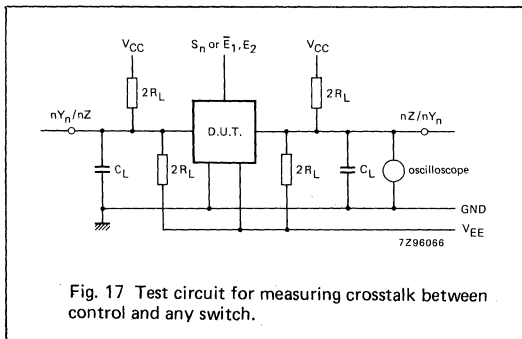 V_CC
S_n or E̅_1, E_2
V_CC
2R_L
2R_L
nY_n/nZ
nZ/nY_n
D.U.T.
C_L
2R_L
2R_L
C_L
oscilloscope
GND
V_EE
7Z96066
Fig. 17 Test circuit for measuring crosstalk between
control and any switch.